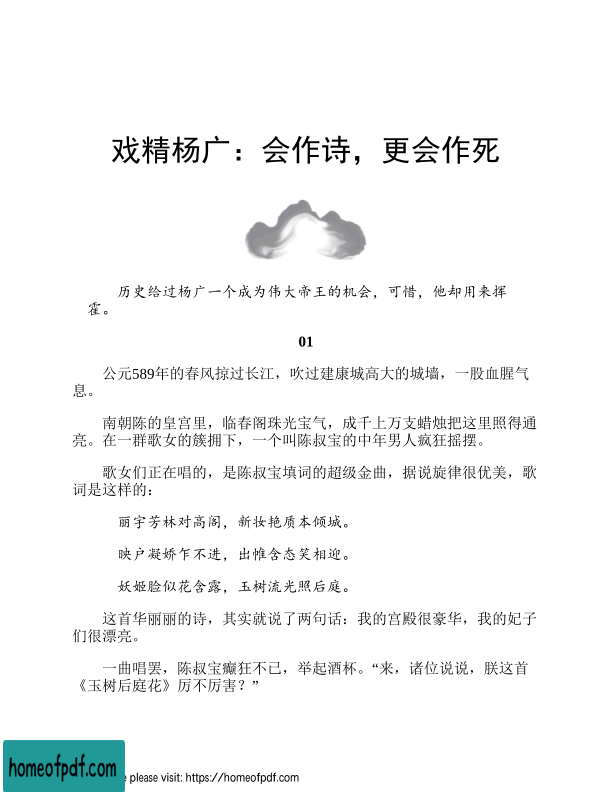 戏精杨广：会作诗，更会作死
历史给过杨广一个成为伟大帝王的机会，可惜，他却用来挥
霍。
01
公元589年的春风掠过长江，吹过建康城高大的城墙，一股血腥气
息。
南朝陈的皇宫里，临春阁珠光宝气，成千上万支蜡烛把这里照得通
亮。在一群歌女的簇拥下，一个叫陈叔宝的中年男人疯狂摇摆。
歌女们正在唱的，是陈叔宝填词的超级金曲，据说旋律很优美，歌
词是这样的：
丽宇芳林对高阁，新妆艳质本倾城。
映户凝娇乍不进，出帷含态笑相迎。
妖姬脸似花含露，玉树流光照后庭。
这首华丽丽的诗，其实就说了两句话：我的宫殿很豪华，我的妃子
们很漂亮。
一曲唱罢，陈叔宝癫狂不已，举起酒杯。“来，诸位说说，朕这首
《玉树后庭花》厉不厉害？”
homeofpdf.com
e please visit: https://homeofpdf.com